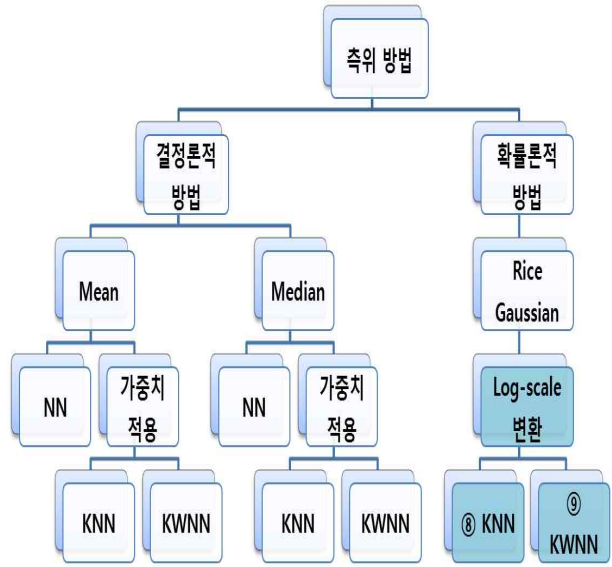 측위 방법
결정론적
방법
확률론적
방법
Mean
Median
Rice
Gaussian
NN
가중치
적용
NN
가중치
적용
Log-scale
변환
KNN
KWNN
KNN
KWNN
⑧ KNN
⑨
KWNN